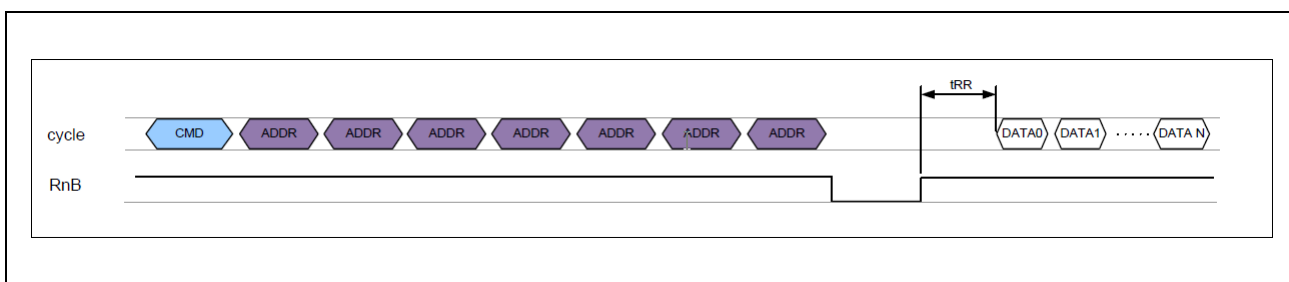 tRR
cycle CMD ADDR ADDR ADDR ADDR ADDR ADDR ADDR DATA0 DATA1 ..... DATA N
RnB